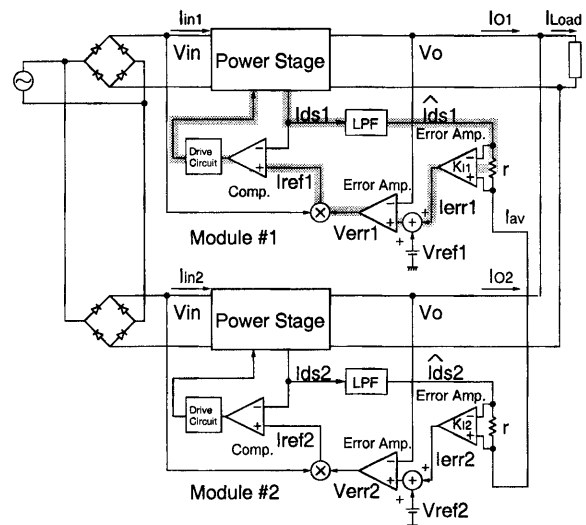 Iin1
IO1
ILoad
Vin
Power Stage
Vo
Ids1
LPF
Îds1
Error Amp.
Drive
Circuit
KI1
r
Iref1
Error Amp.
Comp.
Ierr1
Iav
Module #1
Verr1
Vref1
Iin2
IO2
Vin
Power Stage
Vo
Ids2
LPF
Îds2
Error Amp.
Drive
Circuit
KI2
r
Iref2
Error Amp.
Comp.
Ierr2
Module #2
Verr2
Vref2